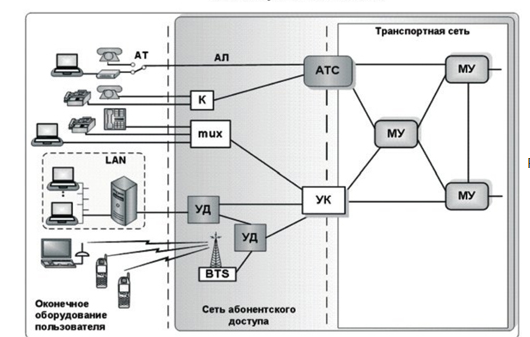 Транспортная сеть
АТ
АЛ
АТС
МУ
К
mux
МУ
LAN
УД
УК
МУ
УД
BTS
Оконечное
оборудование
пользователя
Сеть абонентского
доступа